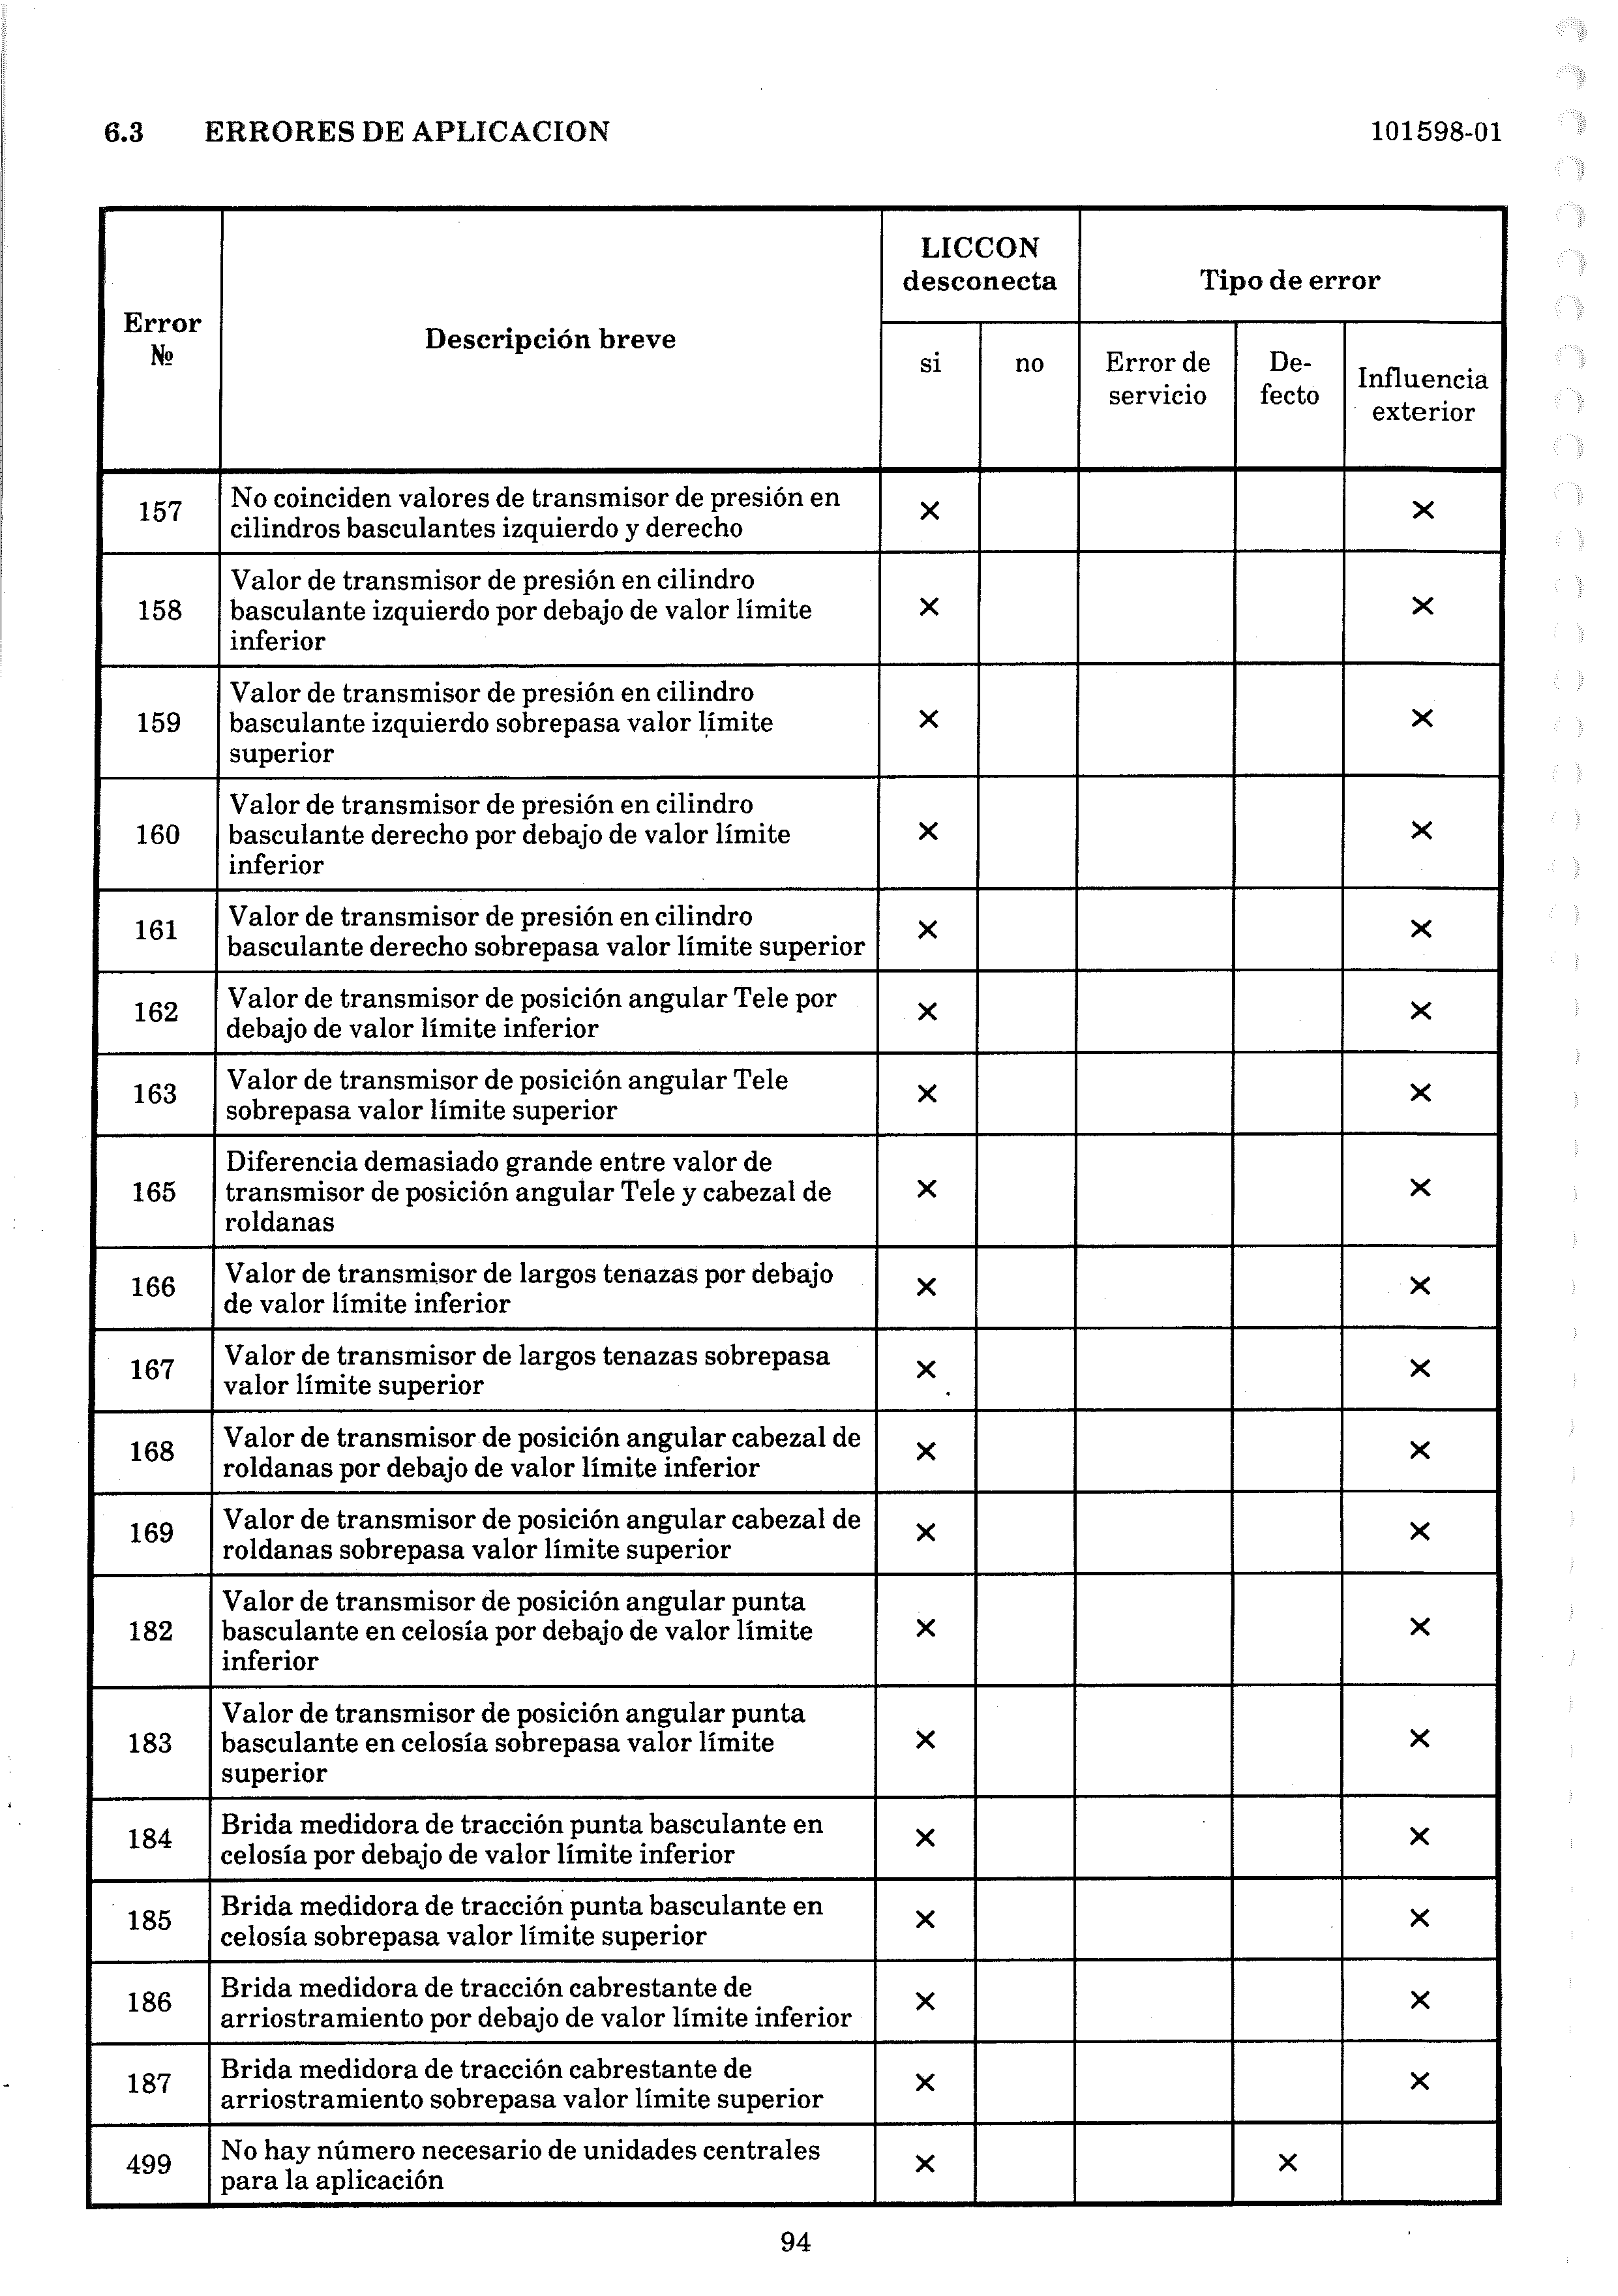 6.3 ERRORES DE APLICACION 101598-01
LICCON
desconecta
Tipo de error
Error
№
Descripción breve
si no Error de
servicio
De-
fecto
Influencia
exterior
157 No coinciden valores de transmisor de presión en × ×
cilindros basculantes izquierdo y derecho
158 Valor de transmisor de presión en cilindro × ×
basculante izquierdo por debajo de valor límite
inferior
159 Valor de transmisor de presión en cilindro × ×
basculante izquierdo sobrepasa valor límite
superior
160 Valor de transmisor de presión en cilindro × ×
basculante derecho por debajo de valor límite
inferior
161 Valor de transmisor de presión en cilindro × ×
basculante derecho sobrepasa valor límite superior
162 Valor de transmisor de posición angular Tele por × ×
debajo de valor límite inferior
163 Valor de transmisor de posición angular Tele × ×
sobrepasa valor límite superior
165 Diferencia demasiado grande entre valor de × ×
transmisor de posición angular Tele y cabezal de
roldanas
166 Valor de transmisor de largos tenazas por debajo × ×
de valor límite inferior
167 Valor de transmisor de largos tenazas sobrepasa × ×
valor límite superior
168 Valor de transmisor de posición angular cabezal de × ×
roldanas por debajo de valor límite inferior
169 Valor de transmisor de posición angular cabezal de × ×
roldanas sobrepasa valor límite superior
182 Valor de transmisor de posición angular punta × ×
basculante en celosía por debajo de valor límite
inferior
183 Valor de transmisor de posición angular punta × ×
basculante en celosía sobrepasa valor límite
superior
184 Brida medidora de tracción punta basculante en × ×
celosía por debajo de valor límite inferior
185 Brida medidora de tracción punta basculante en × ×
celosía sobrepasa valor límite superior
186 Brida medidora de tracción cabrestante de × ×
arriostramiento por debajo de valor límite inferior
187 Brida medidora de tracción cabrestante de × ×
arriostramiento sobrepasa valor límite superior
499 No hay número necesario de unidades centrales × ×
para la aplicación
94